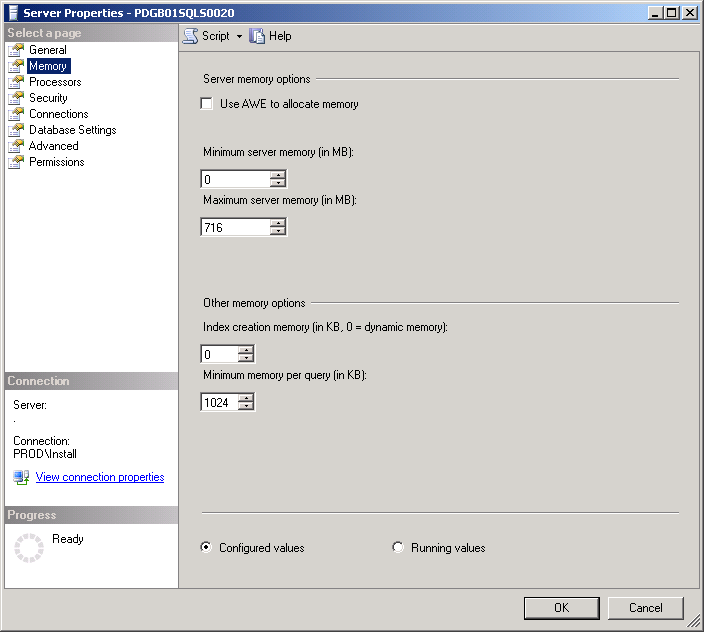 Server Properties - PDGB01SQLS0020
Select a page
General
Memory
Processors
Security
Connections
Database Settings
Advanced
Permissions
Script
Help
Server memory options
Use AWE to allocate memory
Minimum server memory (in MB):
0
Maximum server memory (in MB):
716
Other memory options
Index creation memory (in KB, 0 = dynamic memory):
0
Minimum memory per query (in KB):
1024
Configured values
Running values
Connection
Server:
.
Connection:
PROD\Install
View connection properties
Progress
Ready
OK
Cancel